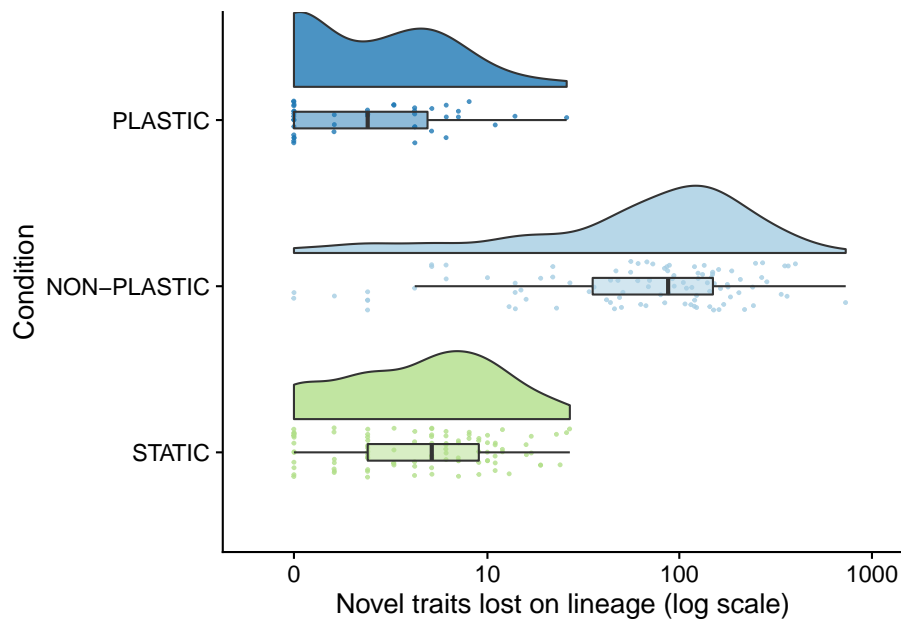 Condition
PLASTIC
NON−PLASTIC
STATIC
0 10 100 1000
Novel traits lost on lineage (log scale)